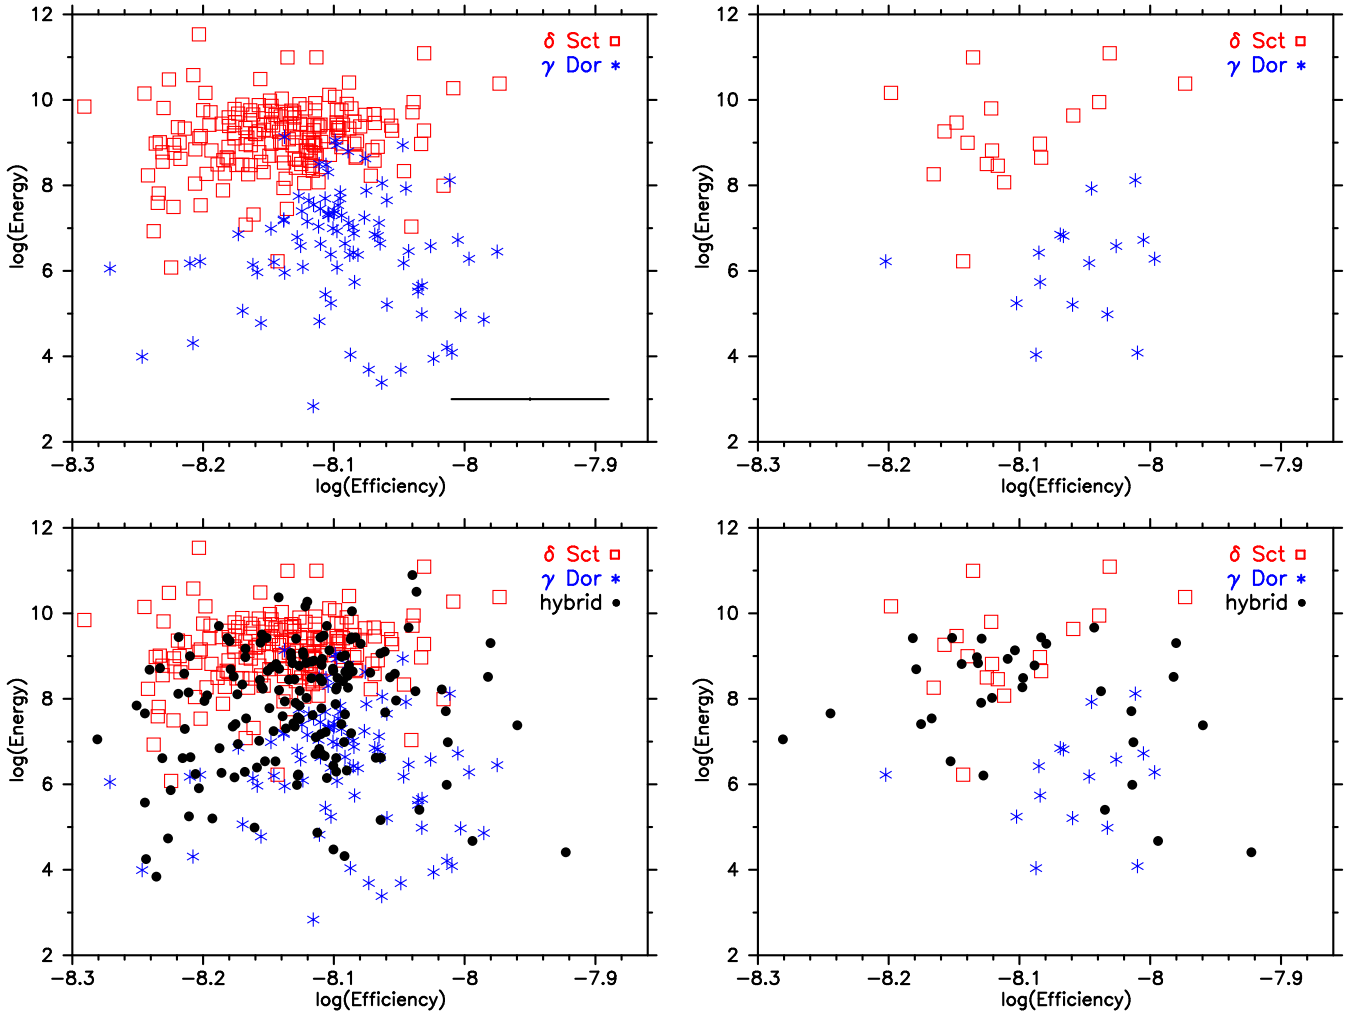 12
10
8
6
4
2
log(Energy)
δ Sct
γ Dor
−8.3 −8.2 −8.1 −8 −7.9
log(Efficiency)
12
10
8
6
4
2
log(Energy)
δ Sct
γ Dor
−8.3 −8.2 −8.1 −8 −7.9
log(Efficiency)
12
10
8
6
4
2
log(Energy)
δ Sct
γ Dor
hybrid
−8.3 −8.2 −8.1 −8 −7.9
log(Efficiency)
12
10
8
6
4
2
log(Energy)
δ Sct
γ Dor
hybrid
−8.3 −8.2 −8.1 −8 −7.9
log(Efficiency)